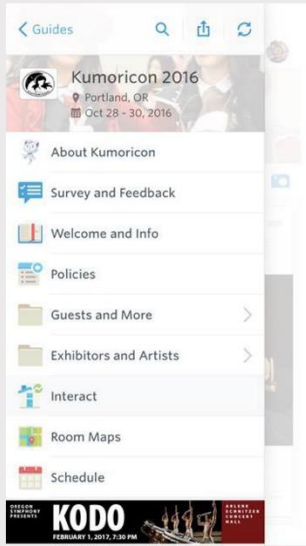 Guides
Kumoricon 2016
Portland, OR
Oct 28 - 30, 2016
About Kumoricon
Survey and Feedback
Welcome and Info
Policies
Guests and More
Exhibitors and Artists
Interact
Room Maps
Schedule
OREGON
SYMPHONY
PRESENTS
KODO
FEBRUARY 1, 2017, 7:30 PM
ARLENE
SCHNITZER
CONCERT
HALL